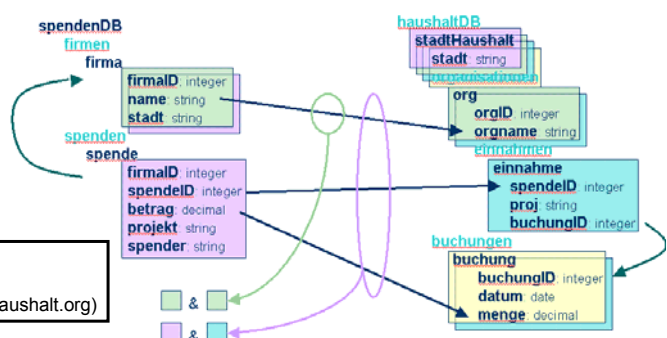 spendenDB
firmen
firma
firmaID: integer
name: string
stadt: string
spenden
spende
firmaID: integer
spendeID: integer
betrag: decimal
projekt: string
spender: string
aushalt.org)
&
&
haushaltDB
stadtHaushalt
stadt: string
org
orgID: integer
orgname: string
einnahmen
einnahme
spendeID: integer
proj: string
buchungID: integer
buchungen
buchung
buchungID: integer
datum: date
menge: decimal